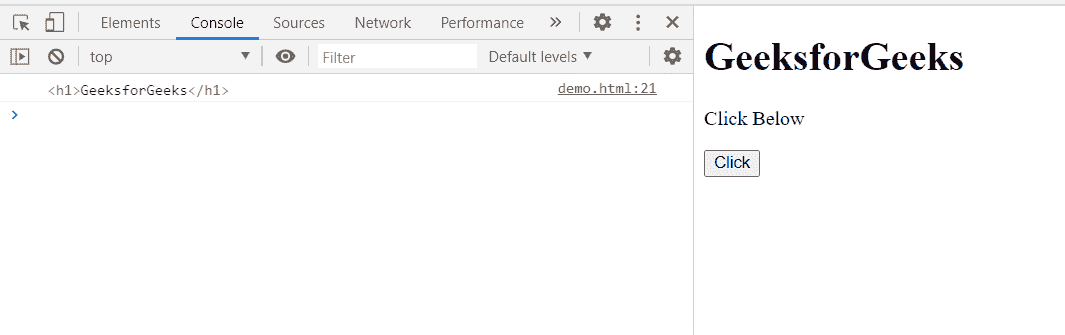 Elements Console Sources Network Performance
top Filter Default levels
<h1>GeeksforGeeks</h1> demo.html:21
GeeksforGeeks
Click Below
Click